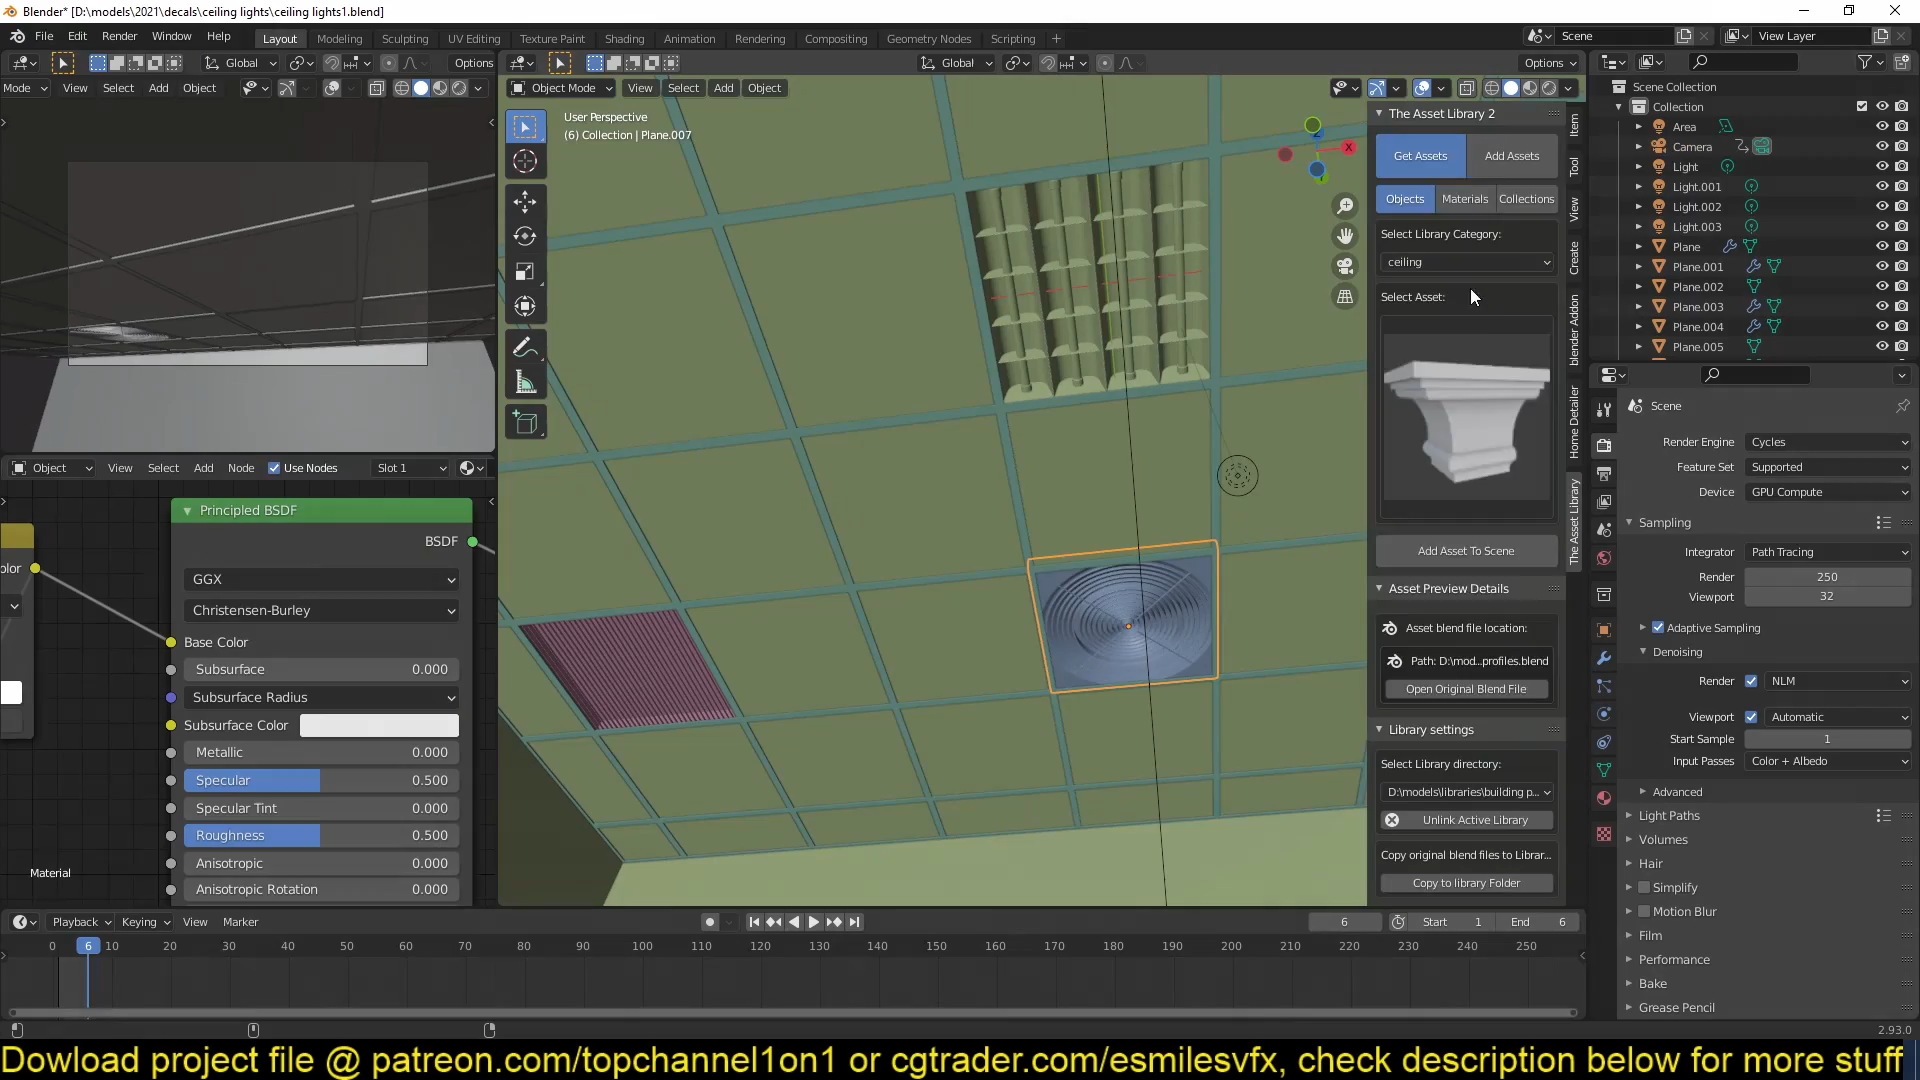 Blender* [D:\models\2021\decals\ceiling lights\ceiling lights1.blend]
File Edit Render Window Help Layout Modeling Sculpting UV Editing Texture Paint Shading Animation Rendering Compositing Geometry Nodes Scripting + Scene View Layer
Global Options Global Options
Mode View Select Add Object Object Mode View Select Add Object
User Perspective
(6) Collection | Plane.007
X
The Asset Library 2
Get Assets Add Assets
Objects Materials Collections
Select Library Category:
ceiling
Select Asset:
Add Asset To Scene
Asset Preview Details
Asset blend file location:
Path: D:\mod...profiles.blend
Open Original Blend File
Library settings
Select Library directory:
D:\models\libraries\building p...
Unlink Active Library
Copy original blend files to Librar...
Copy to library Folder
Item
Tool
View
Create
blender Addon
Home Detailer
The Asset Library
Scene Collection
Collection
Area
Camera
Light
Light.001
Light.002
Light.003
Plane
Plane.001
Plane.002
Plane.003
Plane.004
Plane.005
Scene
Render Engine Cycles
Feature Set Supported
Device GPU Compute
Sampling
Integrator Path Tracing
Render 250
Viewport 32
Adaptive Sampling
Denoising
Render NLM
Viewport Automatic
Start Sample 1
Input Passes Color + Albedo
Advanced
Light Paths
Volumes
Hair
Simplify
Motion Blur
Film
Performance
Bake
Grease Pencil
Object View Select Add Node Use Nodes Slot 1
Principled BSDF
BSDF
GGX
Christensen-Burley
olor
Base Color
Subsurface 0.000
Subsurface Radius
Subsurface Color
Metallic 0.000
Specular 0.500
Specular Tint 0.000
Roughness 0.500
Anisotropic 0.000
Anisotropic Rotation 0.000
Material
Playback Keying View Marker 6 Start 1 End 6
0 6 10 20 30 40 50 60 70 80 90 100 110 120 130 140 150 160 170 180 190 200 210 220 230 240 250
2.93.0
Dowload project file @ patreon.com/topchannel1on1 or cgtrader.com/esmilesvfx, check description below for more stuff